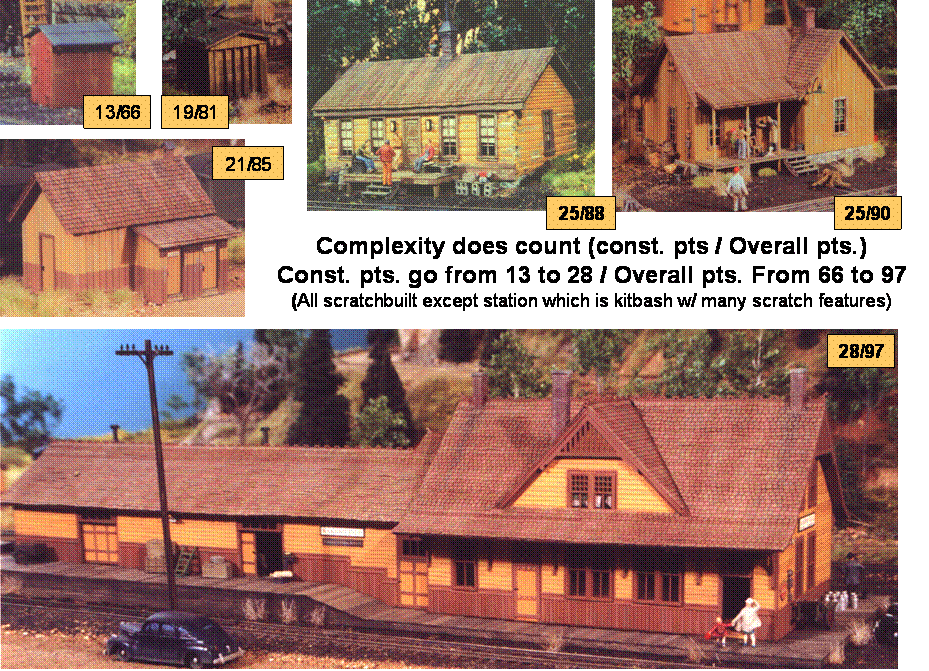 13/66
19/81
21/85
25/88
25/90
Complexity does count (const. pts / Overall pts.)
Const. pts. go from 13 to 28 / Overall pts. From 66 to 97
(All scratchbuilt except station which is kitbash w/ many scratch features)
28/97